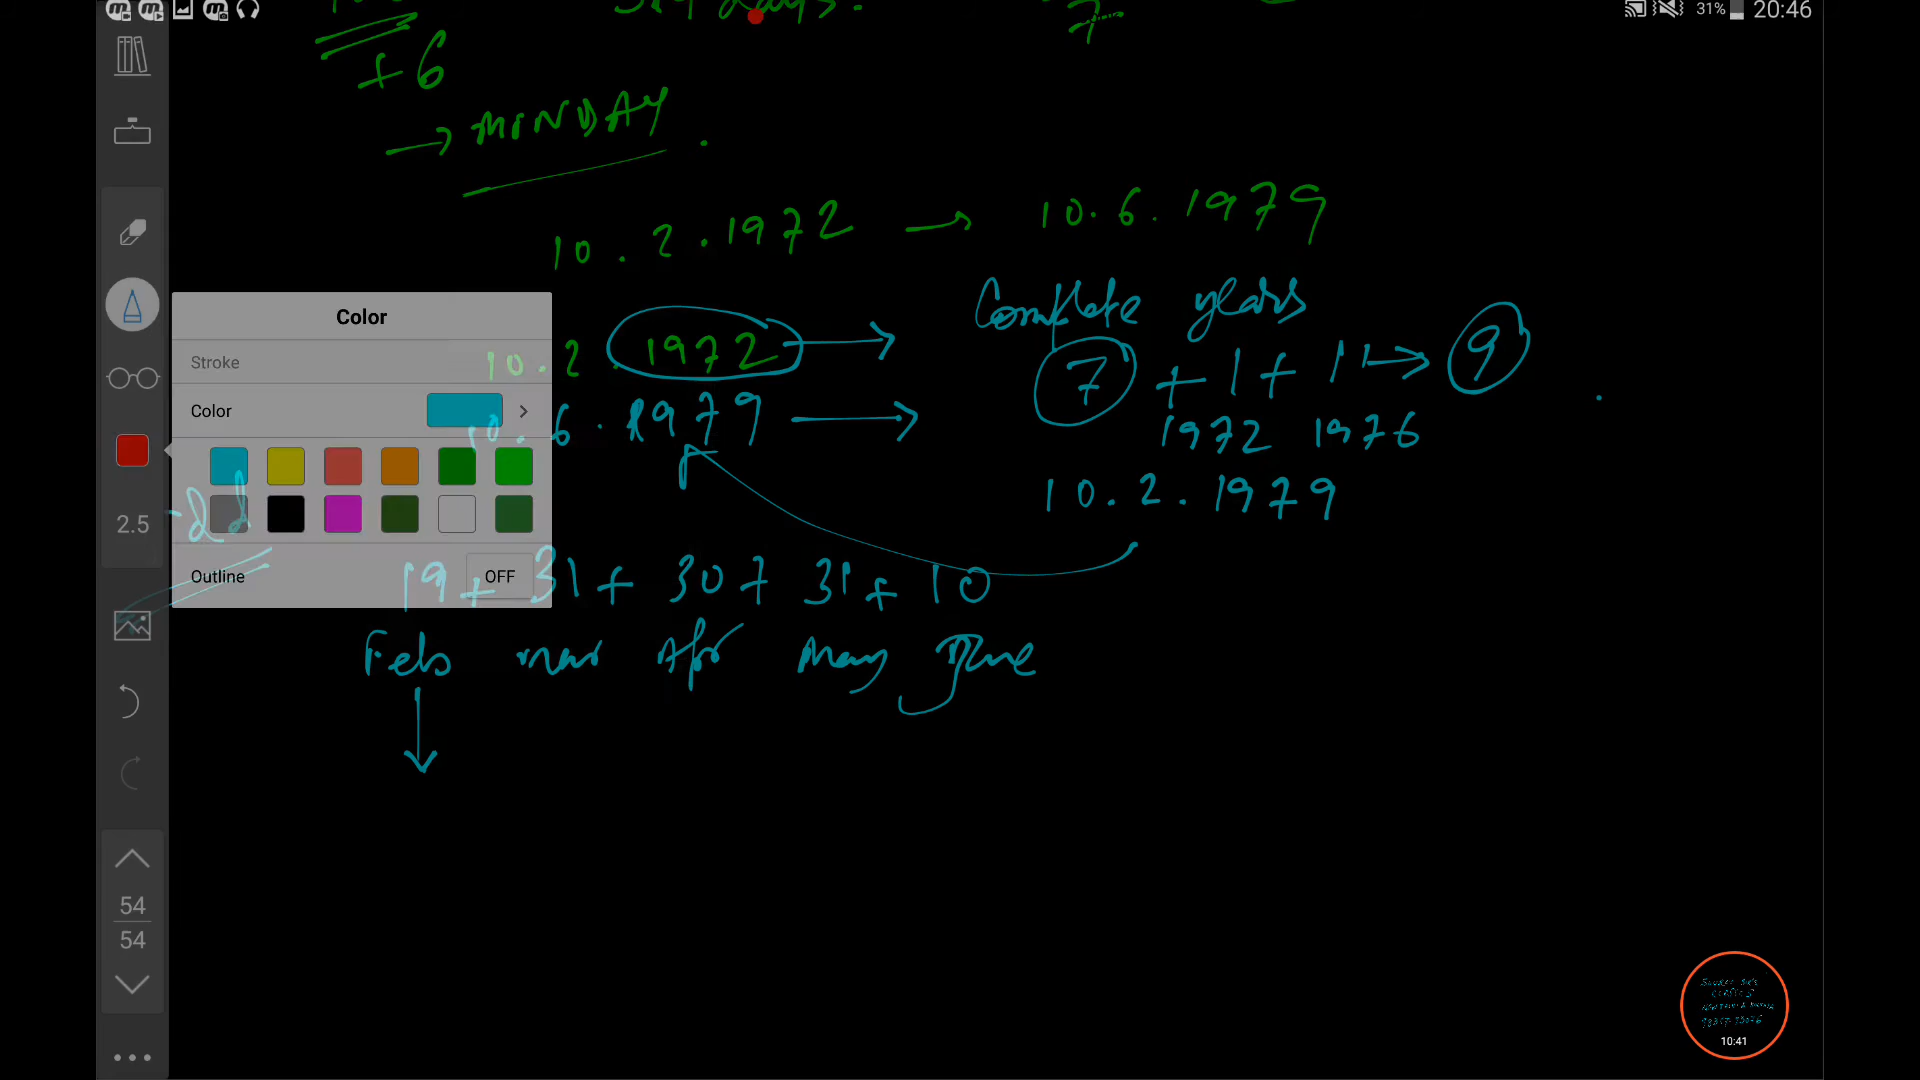 31% 20:46
days.
7
+6
→ MONDAY.
10.2.1972 → 10.6.1979
Complete years
10.2.1972 → 7 + 1 + 1 → 9
1972 1976
10.6.1979 →
10.2.1979
19 + 31 + 30 + 31 + 10
Feb mar Apr may June
Color
Stroke
Color
Outline OFF
2.5
54
54
10:41